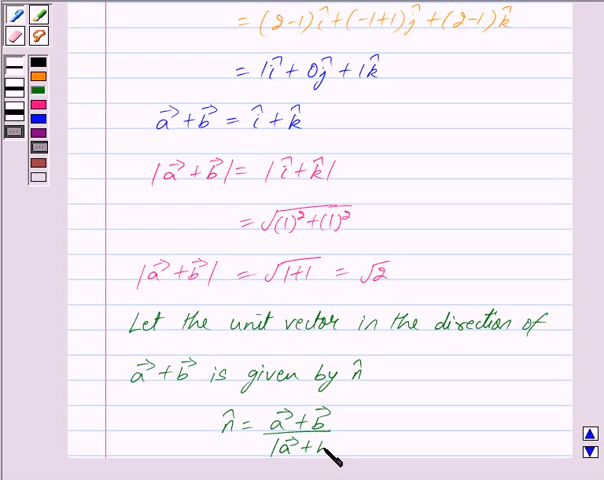 = (2-1)î+(-1+1)ĵ+(2-1)k̂
= 1î+0ĵ+1k̂
a⃗+b⃗ = î+k̂
|a⃗+b⃗| = |î+k̂|
= √(1)²+(1)²
|a⃗+b⃗| = √1+1 = √2
Let the unit vector in the direction of
a⃗+b⃗ is given by n̂
n̂ = a⃗+b⃗
|a⃗+